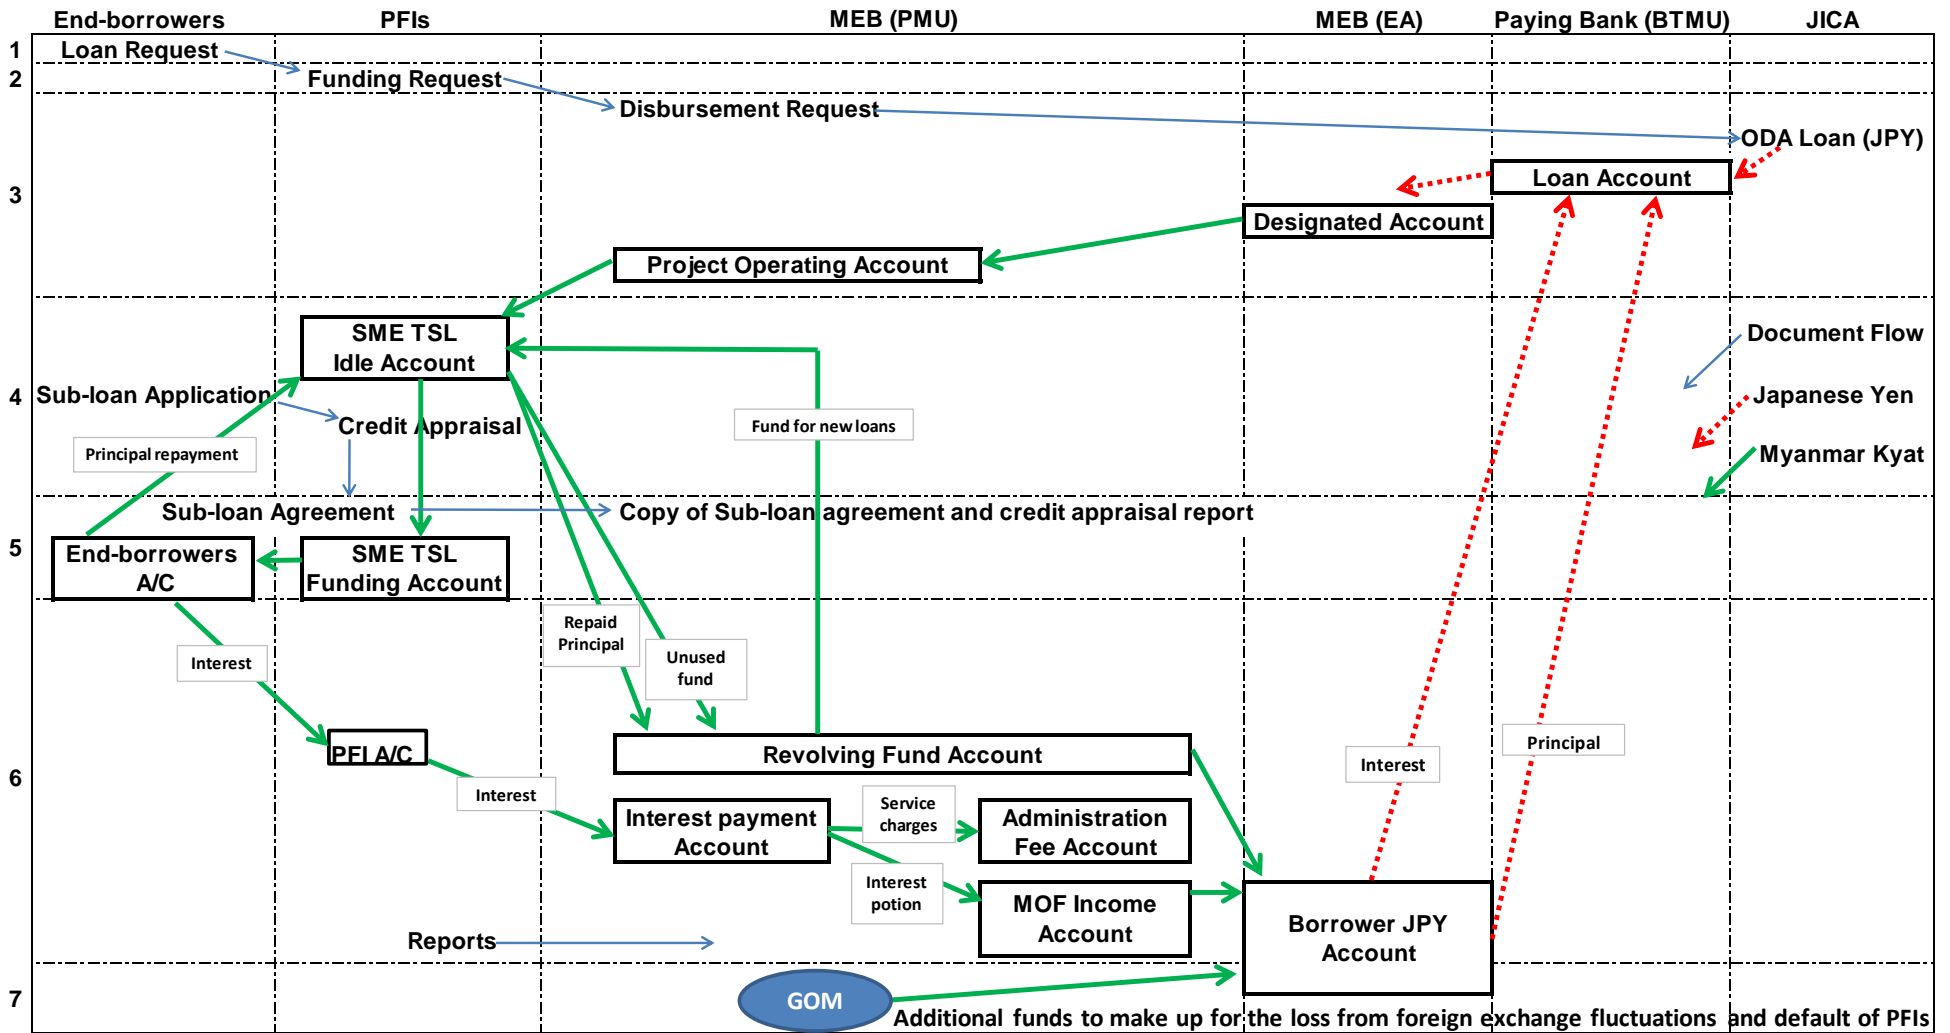 End-borrowers
PFIs
MEB (PMU)
MEB (EA)
Paying Bank (BTMU)
JICA
1
Loan Request
2
Funding Request
Disbursement Request
ODA Loan (JPY)
3
Loan Account
Designated Account
Project Operating Account
SME TSL
Idle Account
Document Flow
4
Sub-loan Application
Japanese Yen
Credit Appraisal
Fund for new loans
Principal repayment
Myanmar Kyat
Sub-loan Agreement
Copy of Sub-loan agreement and credit appraisal report
5
End-borrowers
A/C
SME TSL
Funding Account
Repaid
Principal
Unused
fund
Interest
PFI A/C
Revolving Fund Account
Interest
Principal
6
Interest
Interest payment
Account
Service
charges
Administration
Fee Account
Interest
potion
MOF Income
Account
Borrower JPY
Account
Reports
7
GOM
Additional funds to make up for the loss from foreign exchange fluctuations and default of PFIs